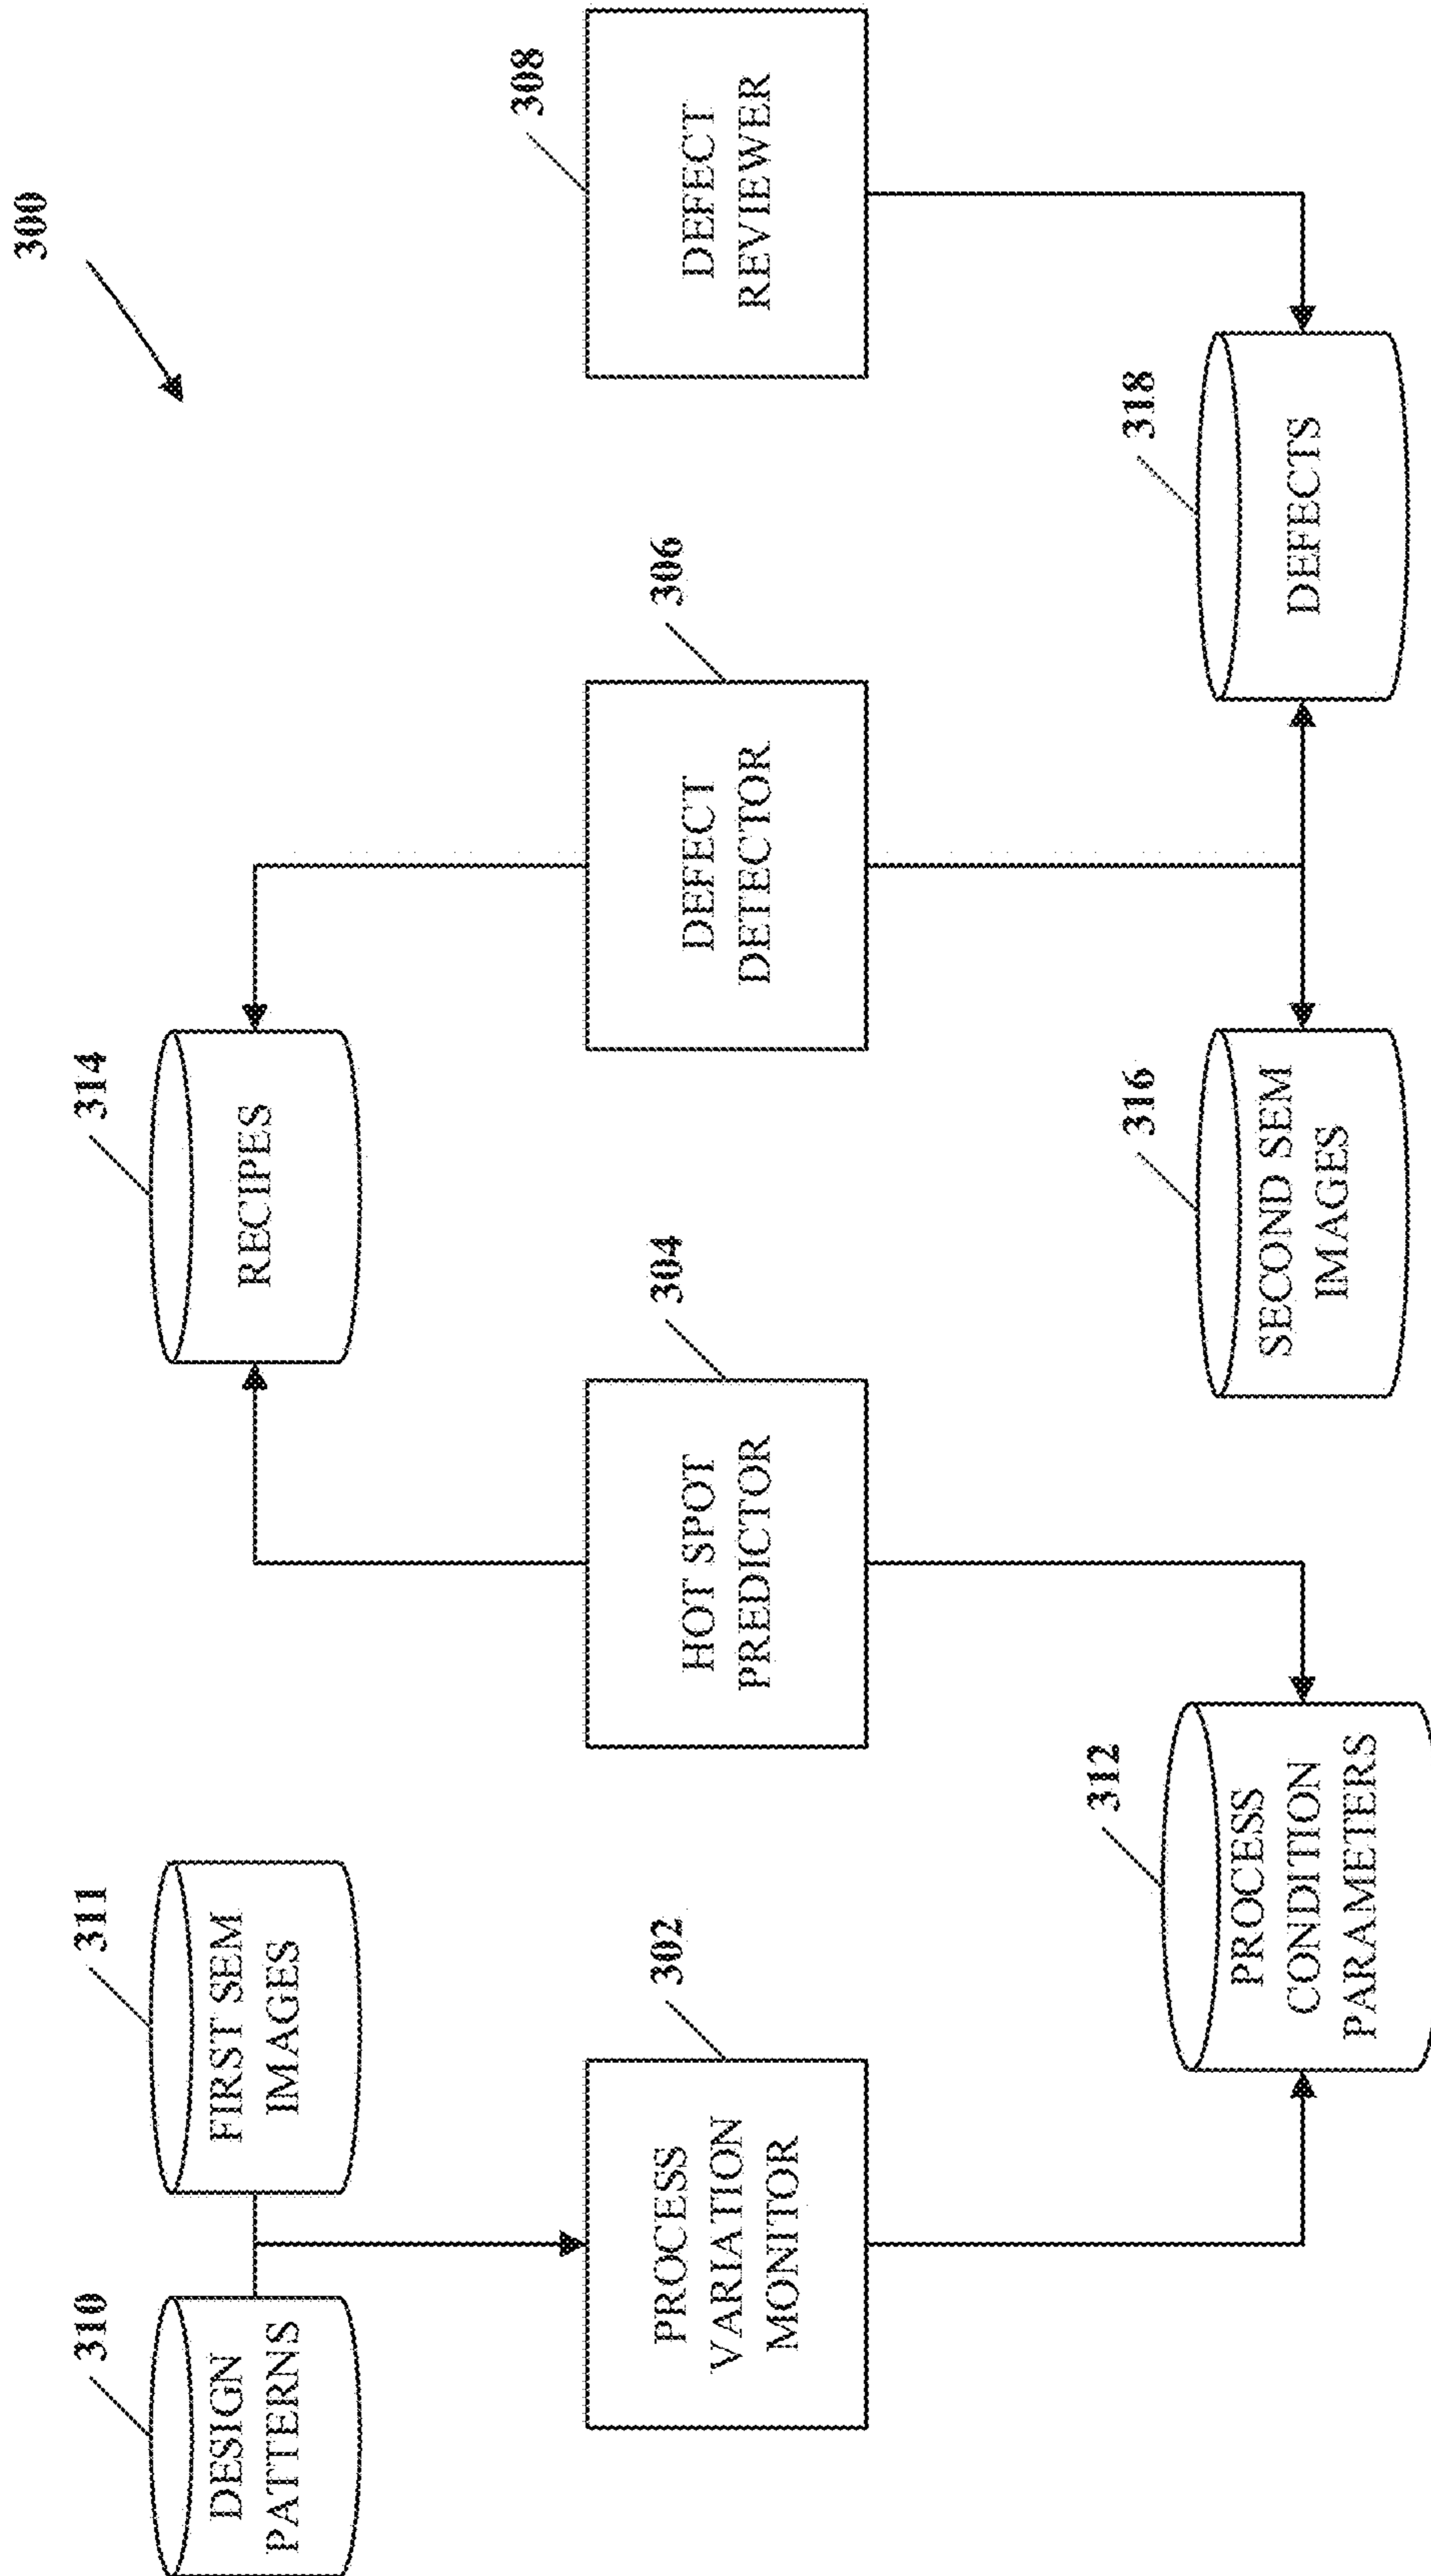 300
310
DESIGN
PATTERNS
311
FIRST SEM
IMAGES
314
RECIPES
302
PROCESS
VARIATION
MONITOR
304
HOT SPOT
PREDICTOR
306
DEFECT
DETECTOR
308
DEFECT
REVIEWER
312
PROCESS
CONDITION
PARAMETERS
316
SECOND SEM
IMAGES
318
DEFECTS